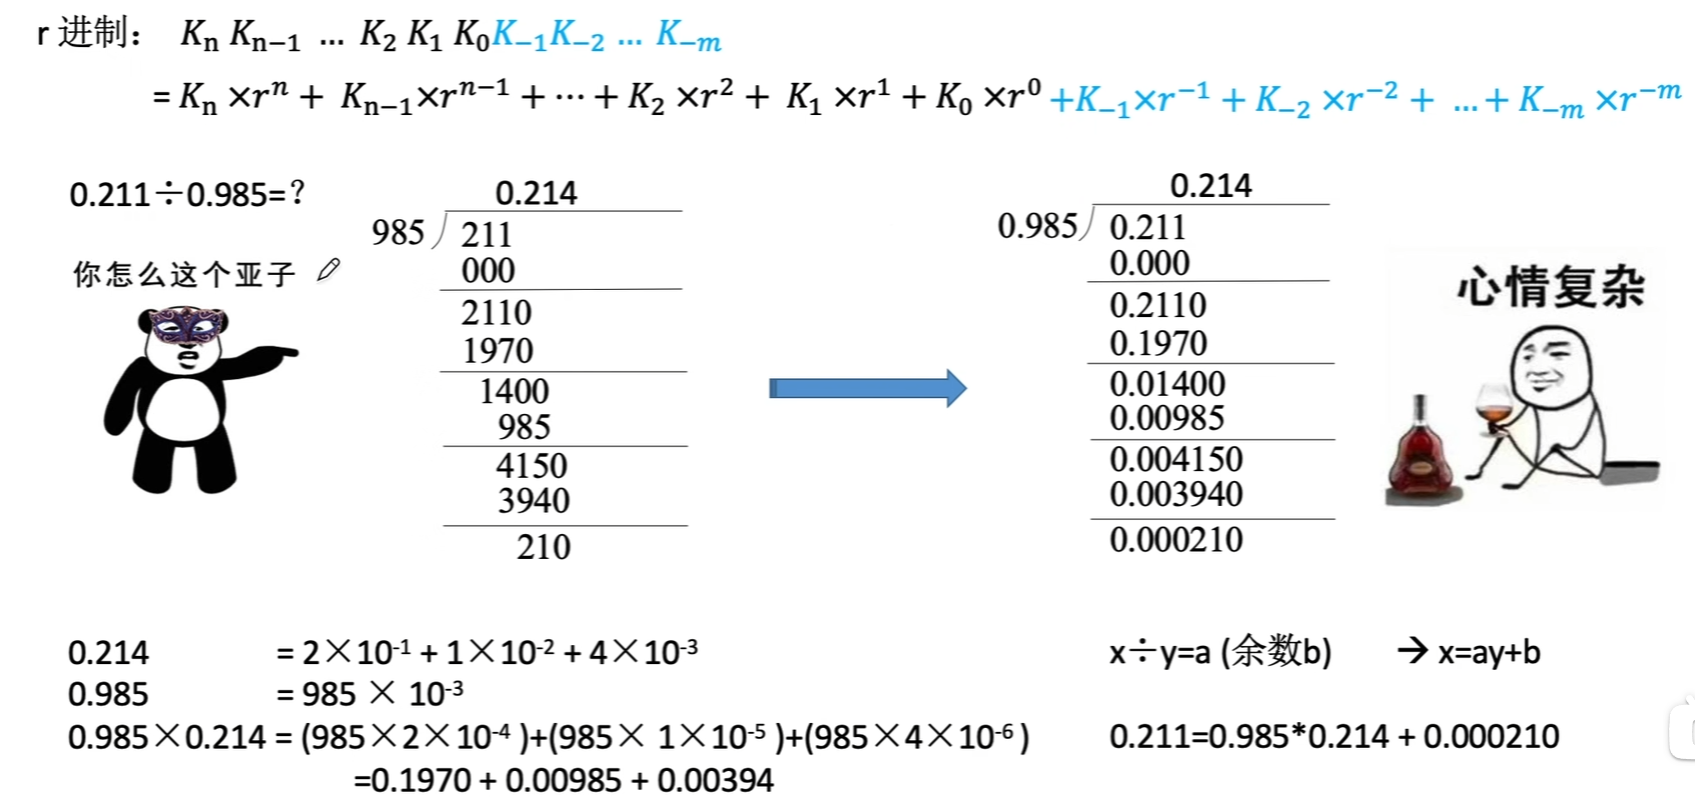 r 进制： Kₙ Kₙ₋₁ … K₂ K₁ K₀K₋₁K₋₂ … K₋ₘ
= Kₙ ×rⁿ + Kₙ₋₁×rⁿ⁻¹ + ⋯ + K₂ ×r² + K₁ ×r¹ + K₀ ×r⁰ +K₋₁×r⁻¹ + K₋₂ ×r⁻² + …+ K₋ₘ ×r⁻ᵐ
0.211÷0.985=？
你怎么这个亚子
0.214
985 211
000
2110
1970
1400
985
4150
3940
210
0.214
0.985 0.211
0.000
0.2110
0.1970
0.01400
0.00985
0.004150
0.003940
0.000210
心情复杂
0.214 = 2×10⁻¹ + 1×10⁻² + 4×10⁻³
0.985 = 985 × 10⁻³
0.985×0.214 = (985×2×10⁻⁴ )+(985× 1×10⁻⁵ )+(985×4×10⁻⁶ )
=0.1970 + 0.00985 + 0.00394
x÷y=a (余数b) → x=ay+b
0.211=0.985*0.214 + 0.000210